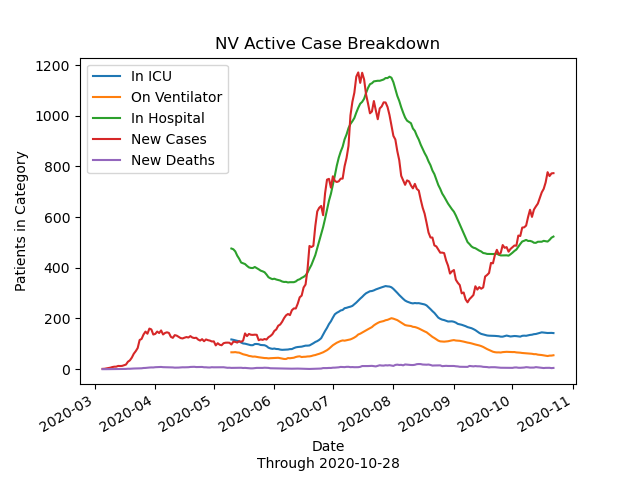 NV Active Case Breakdown
In ICU
On Ventilator
In Hospital
New Cases
New Deaths
Patients in Category
1200
1000
800
600
400
200
0
2020-03
2020-04
2020-05
2020-06
2020-07
2020-08
2020-09
2020-10
2020-11
Date
Through 2020-10-28